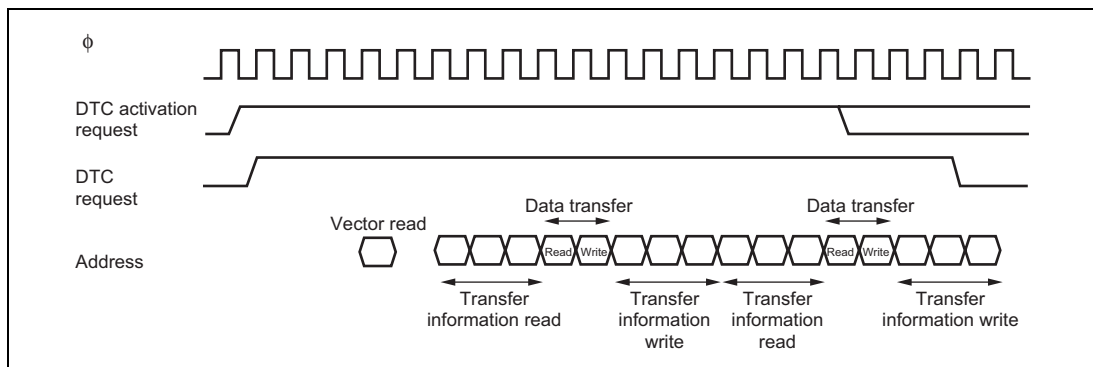 ϕ
DTC activation
request
DTC
request
Data transfer
Data transfer
Vector read
Address
Read
Write
Read
Write
Transfer
information read
Transfer
information
write
Transfer
information
read
Transfer
information write